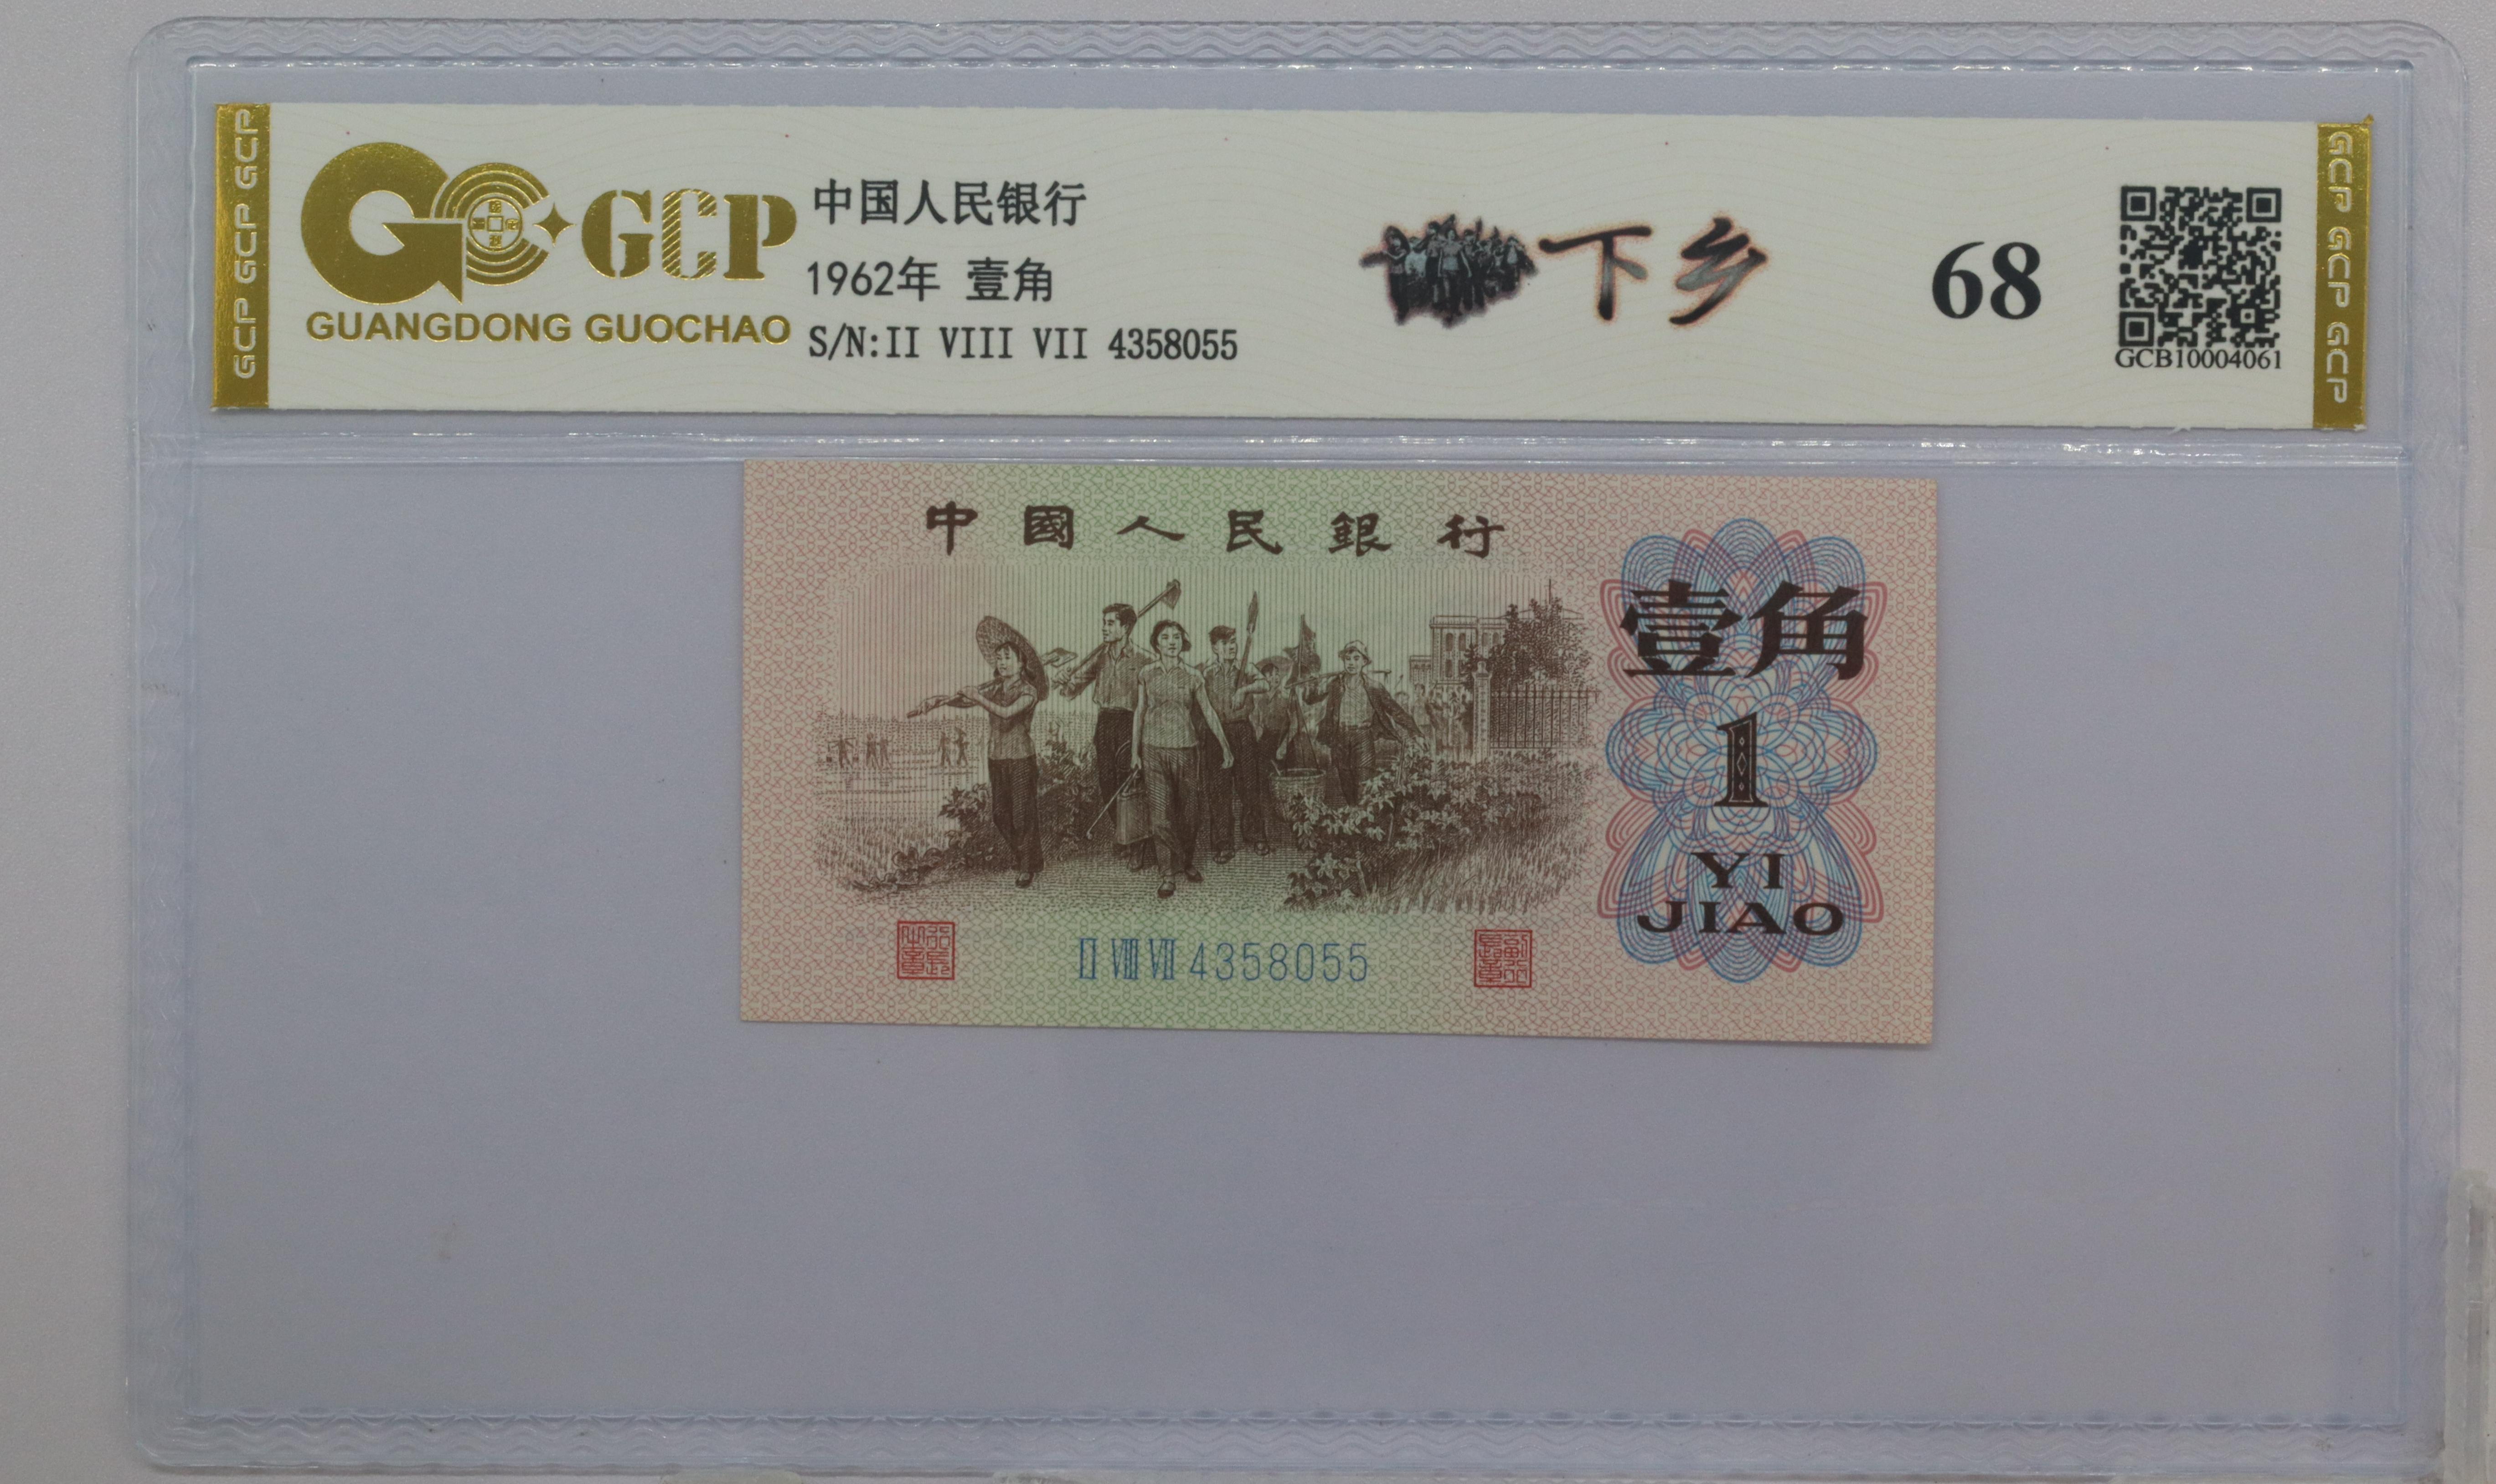 GCP GCP GCP
GCP
GUANGDONG GUOCHAO
中国人民银行
1962年 壹角
S/N:II VIII VII 4358055
下乡
68
GCB10004061
GCP GCP GCP
中國人民銀行
壹角
1
YI
JIAO
II VIII VII 4358055